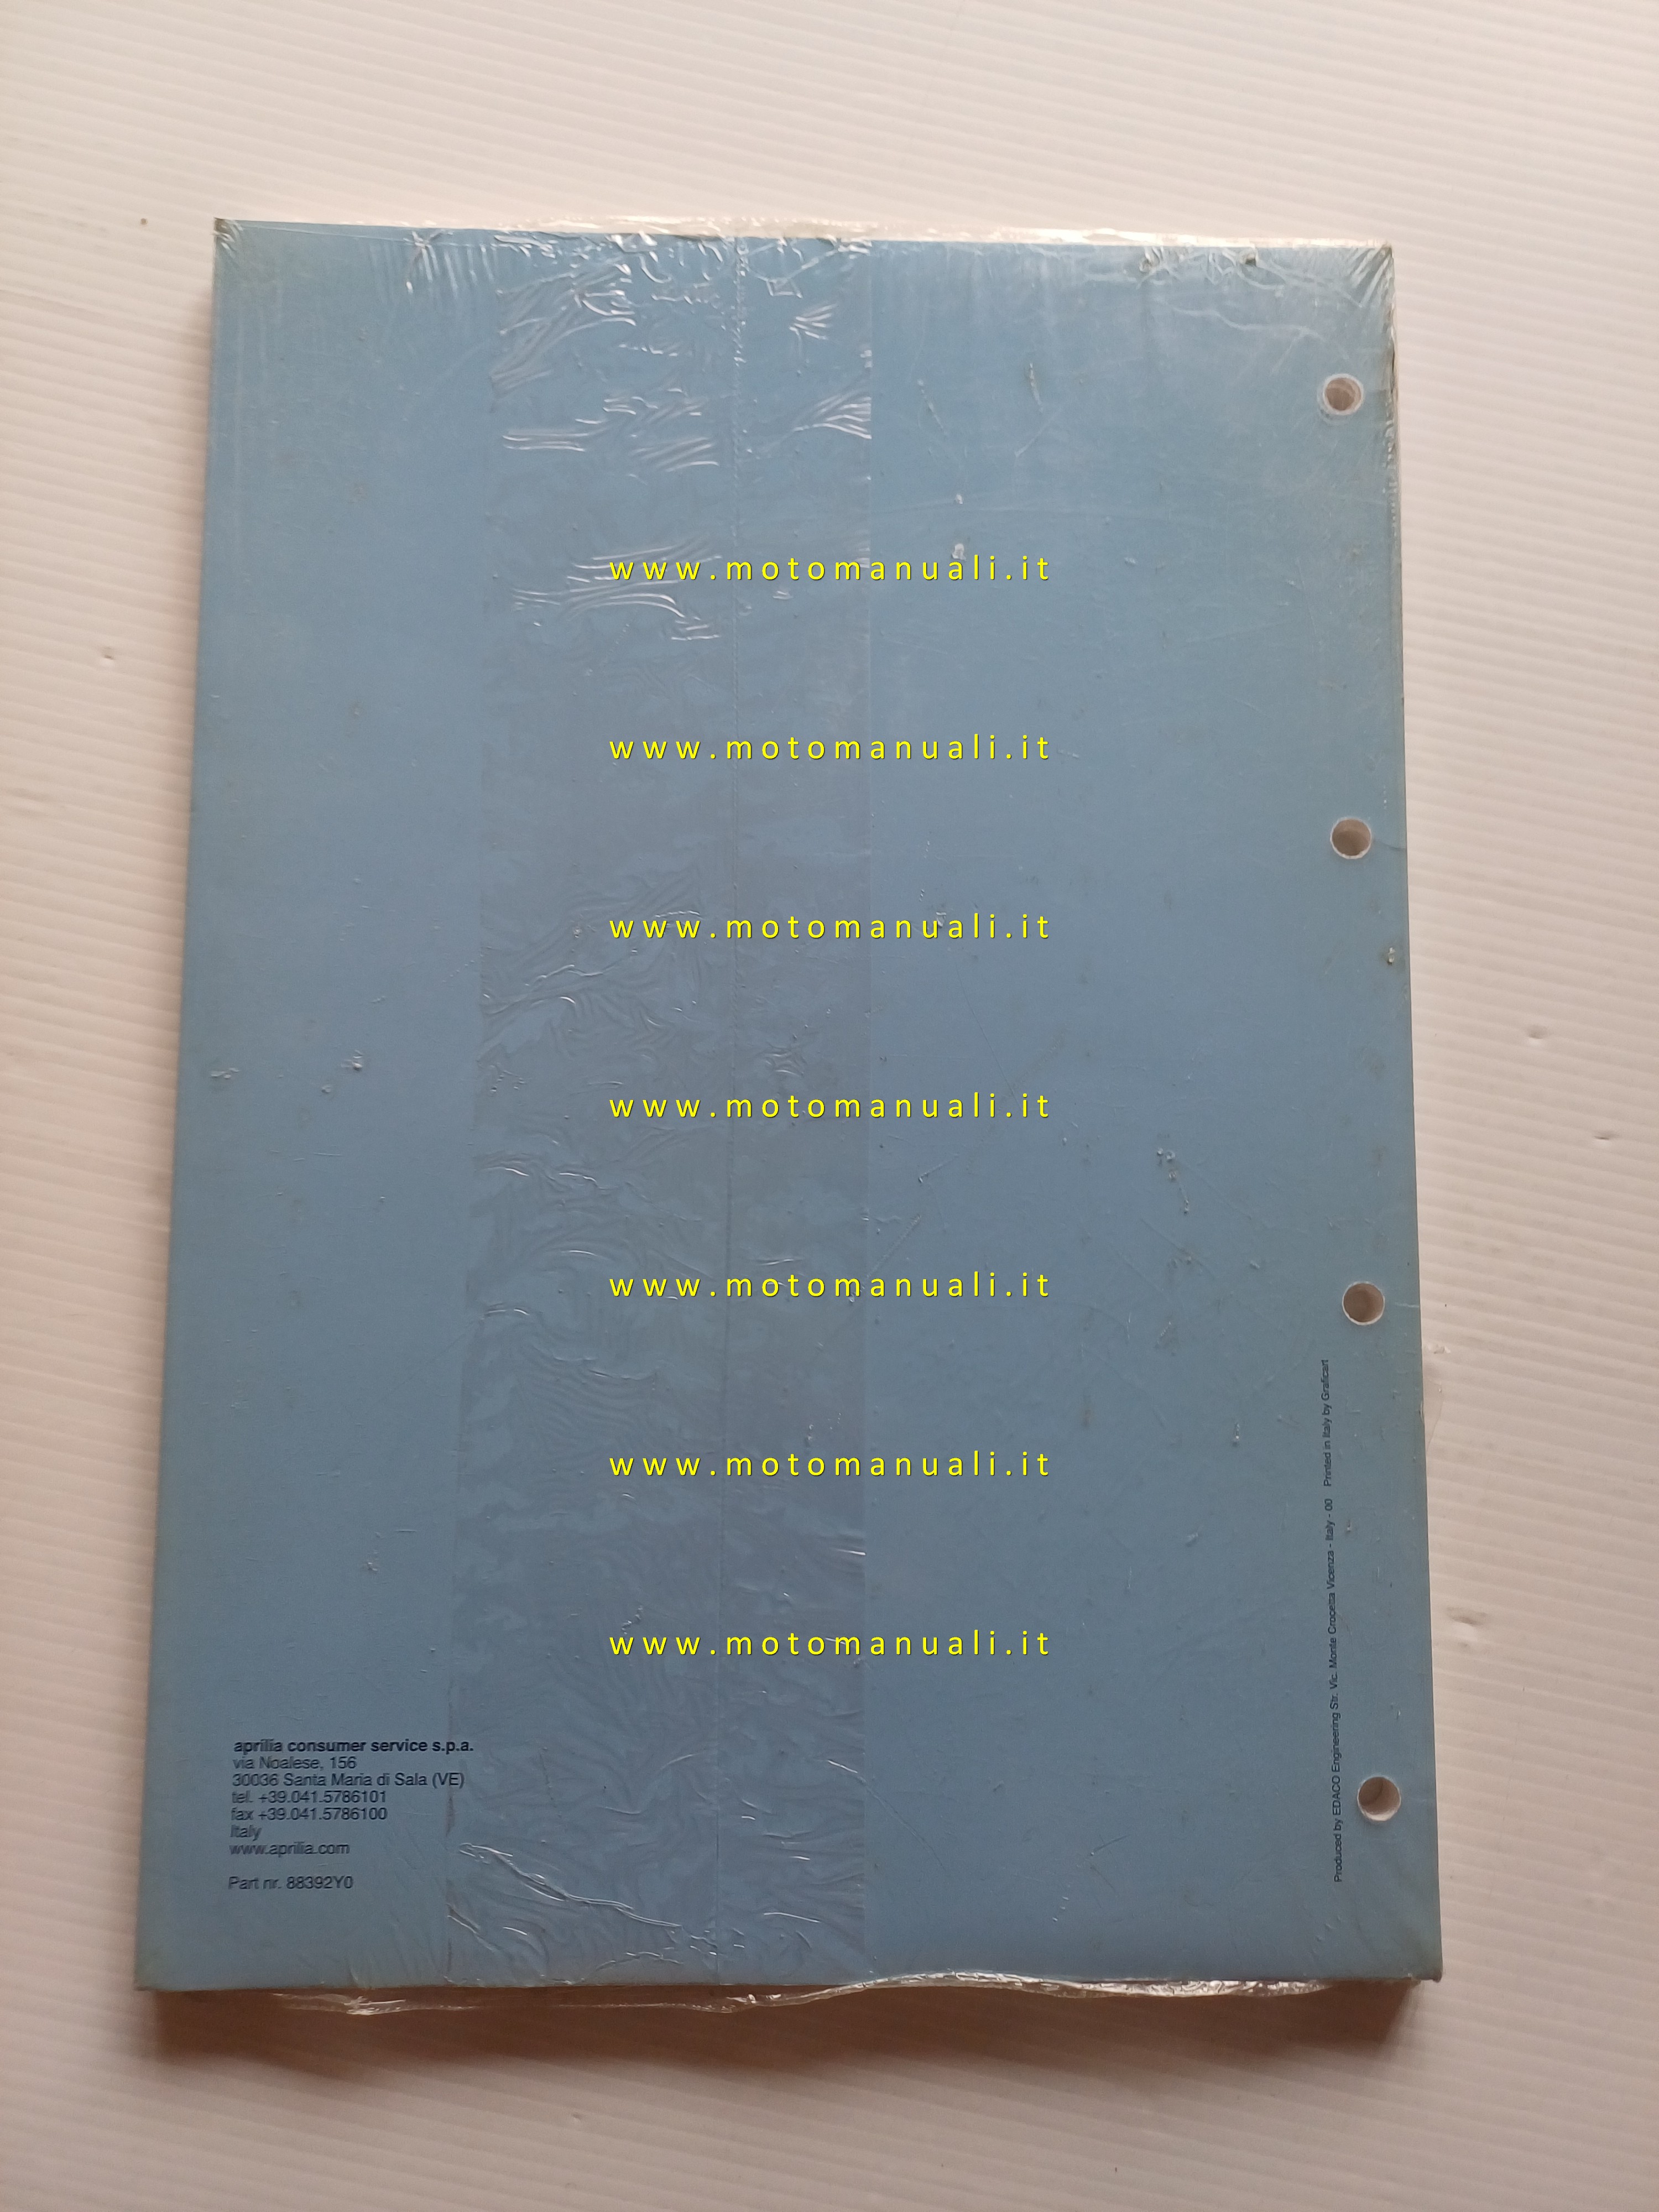 www.motomanuali.it
www.motomanuali.it
www.motomanuali.it
www.motomanuali.it
www.motomanuali.it
www.motomanuali.it
www.motomanuali.it
aprilia consumer service s.p.a.
via Noalese, 156
30036 Santa Maria di Sala (VE)
tel. +39.041.5786101
fax +39.041.5786100
Italy
www.aprilia.com
Part nr. 88392Y0
Produced by EDACO Engineering Str. Vic. Monte Crocetta Vicenza - Italy - 00 Printed in Italy by Graficart